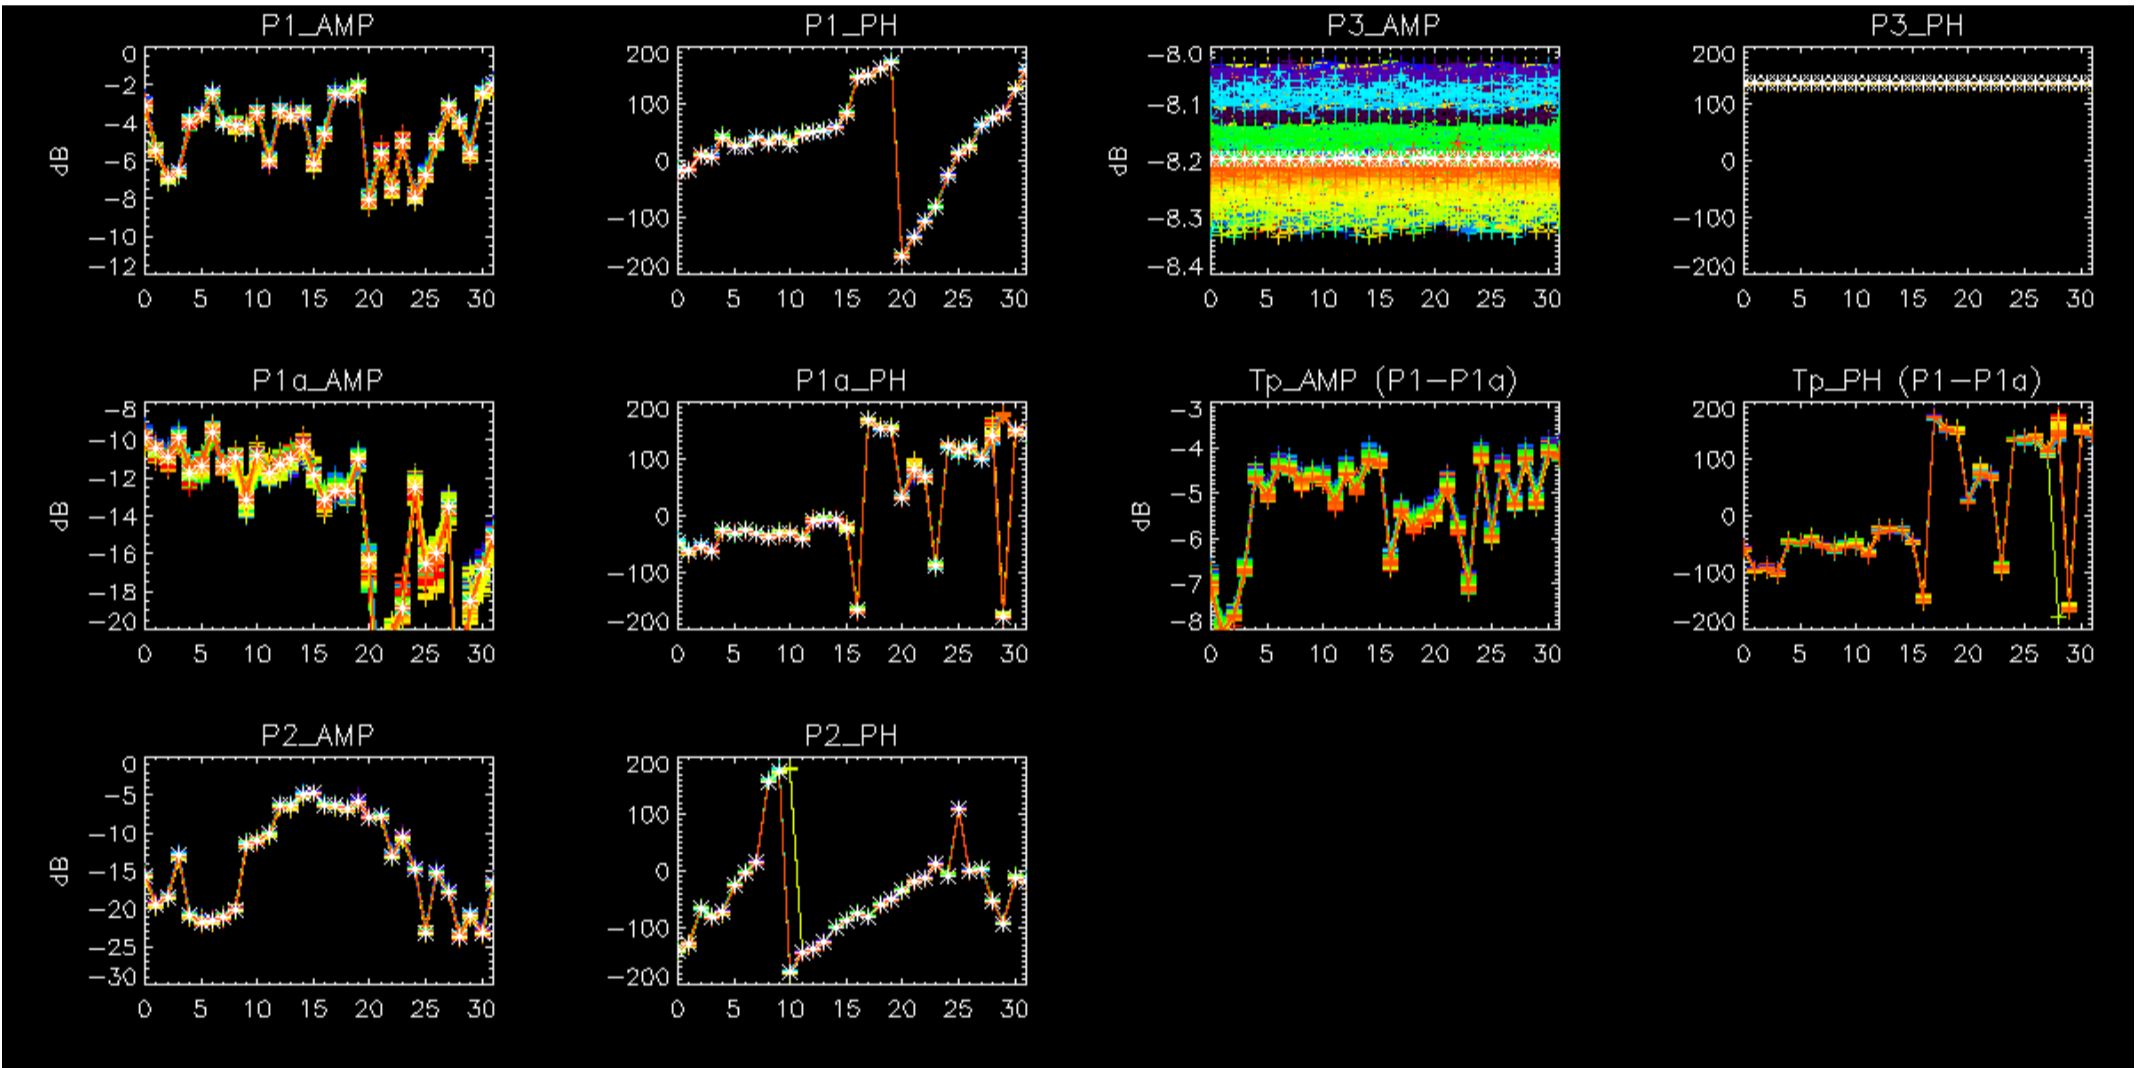 P1_AMP
0
-2
-4
-6
-8
-10
-12
dB
0 5 10 15 20 25 30
P1_PH
200
100
0
-100
-200
0 5 10 15 20 25 30
P3_AMP
-8.0
-8.1
-8.2
-8.3
-8.4
dB
0 5 10 15 20 25 30
P3_PH
200
100
0
-100
-200
0 5 10 15 20 25 30
P1a_AMP
-8
-10
-12
-14
-16
-18
-20
dB
0 5 10 15 20 25 30
P1a_PH
200
100
0
-100
-200
0 5 10 15 20 25 30
Tp_AMP (P1-P1a)
-3
-4
-5
-6
-7
-8
dB
0 5 10 15 20 25 30
Tp_PH (P1-P1a)
200
100
0
-100
-200
0 5 10 15 20 25 30
P2_AMP
0
-5
-10
-15
-20
-25
-30
dB
0 5 10 15 20 25 30
P2_PH
200
100
0
-100
-200
0 5 10 15 20 25 30